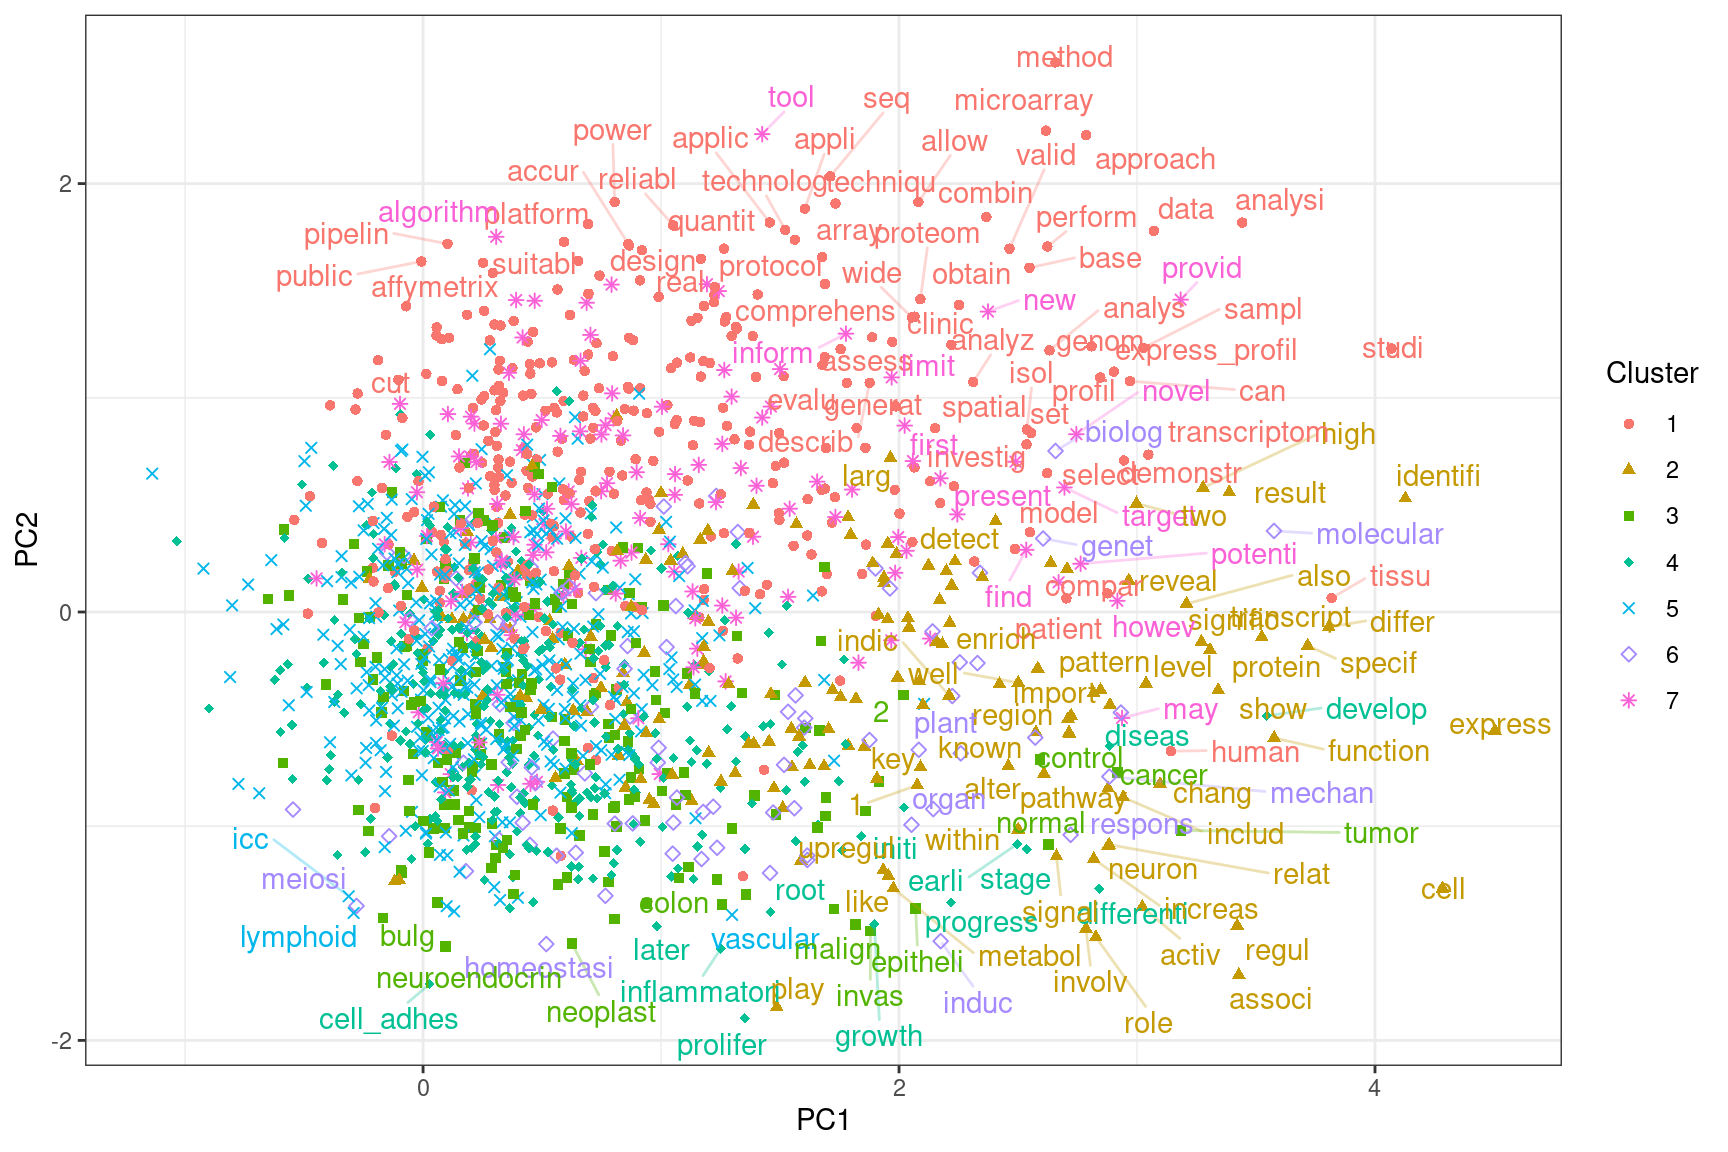 method
tool
seq
microarray
power
applic
appli
allow
valid
approach
accur
reliabl
technolog
techniqu
combin
algorithm
platform
quantit
perform
data
analysi
pipelin
array
proteom
public
suitabl
design
protocol
wide
obtain
base
provid
affymetrix
real
comprehens
clinic
new
analys
sampl
inform
assess
limit
analyz
genom
express_profil
studi
cut
evalu
generat
isol
profil
novel
can
spatial
set
describ
first
biolog
transcriptom
high
larg
investig
select
demonstr
identifi
present
model
target
two
result
detect
genet
potenti
molecular
find
compar
reveal
also
tissu
indic
enrich
patient
howev
signific
transcript
differ
well
pattern
level
protein
specif
import
2
plant
region
may
show
develop
express
key
known
diseas
human
function
control
cancer
1
organ
alter
pathway
chang
mechan
icc
upregul
initi
within
normal
respons
includ
tumor
meiosi
root
earli
stage
neuron
relat
cell
colon
like
signal
differenti
increas
lymphoid
bulg
later
vascular
malign
progress
metabol
activ
regul
neuroendocrin
homeostasi
inflammatori
play
epitheli
involv
associ
cell_adhes
neoplast
invas
induc
role
prolifer
growth
2
0
-2
0
2
4
PC1
PC2
Cluster
1
2
3
4
5
6
7